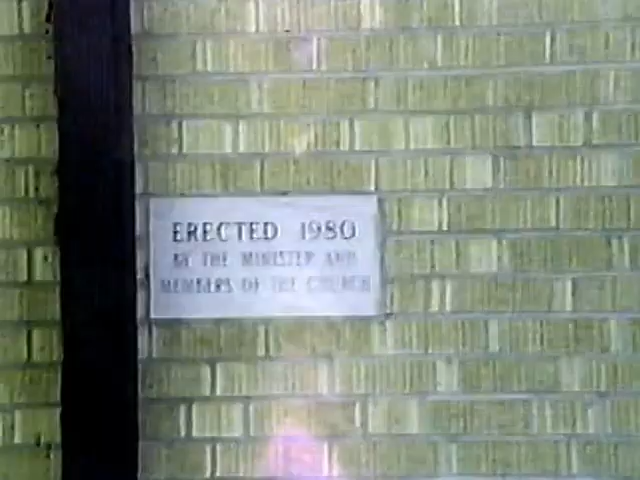 ERECTED 1980
BY THE MINISTER AND
MEMBERS OF THE CHURCH